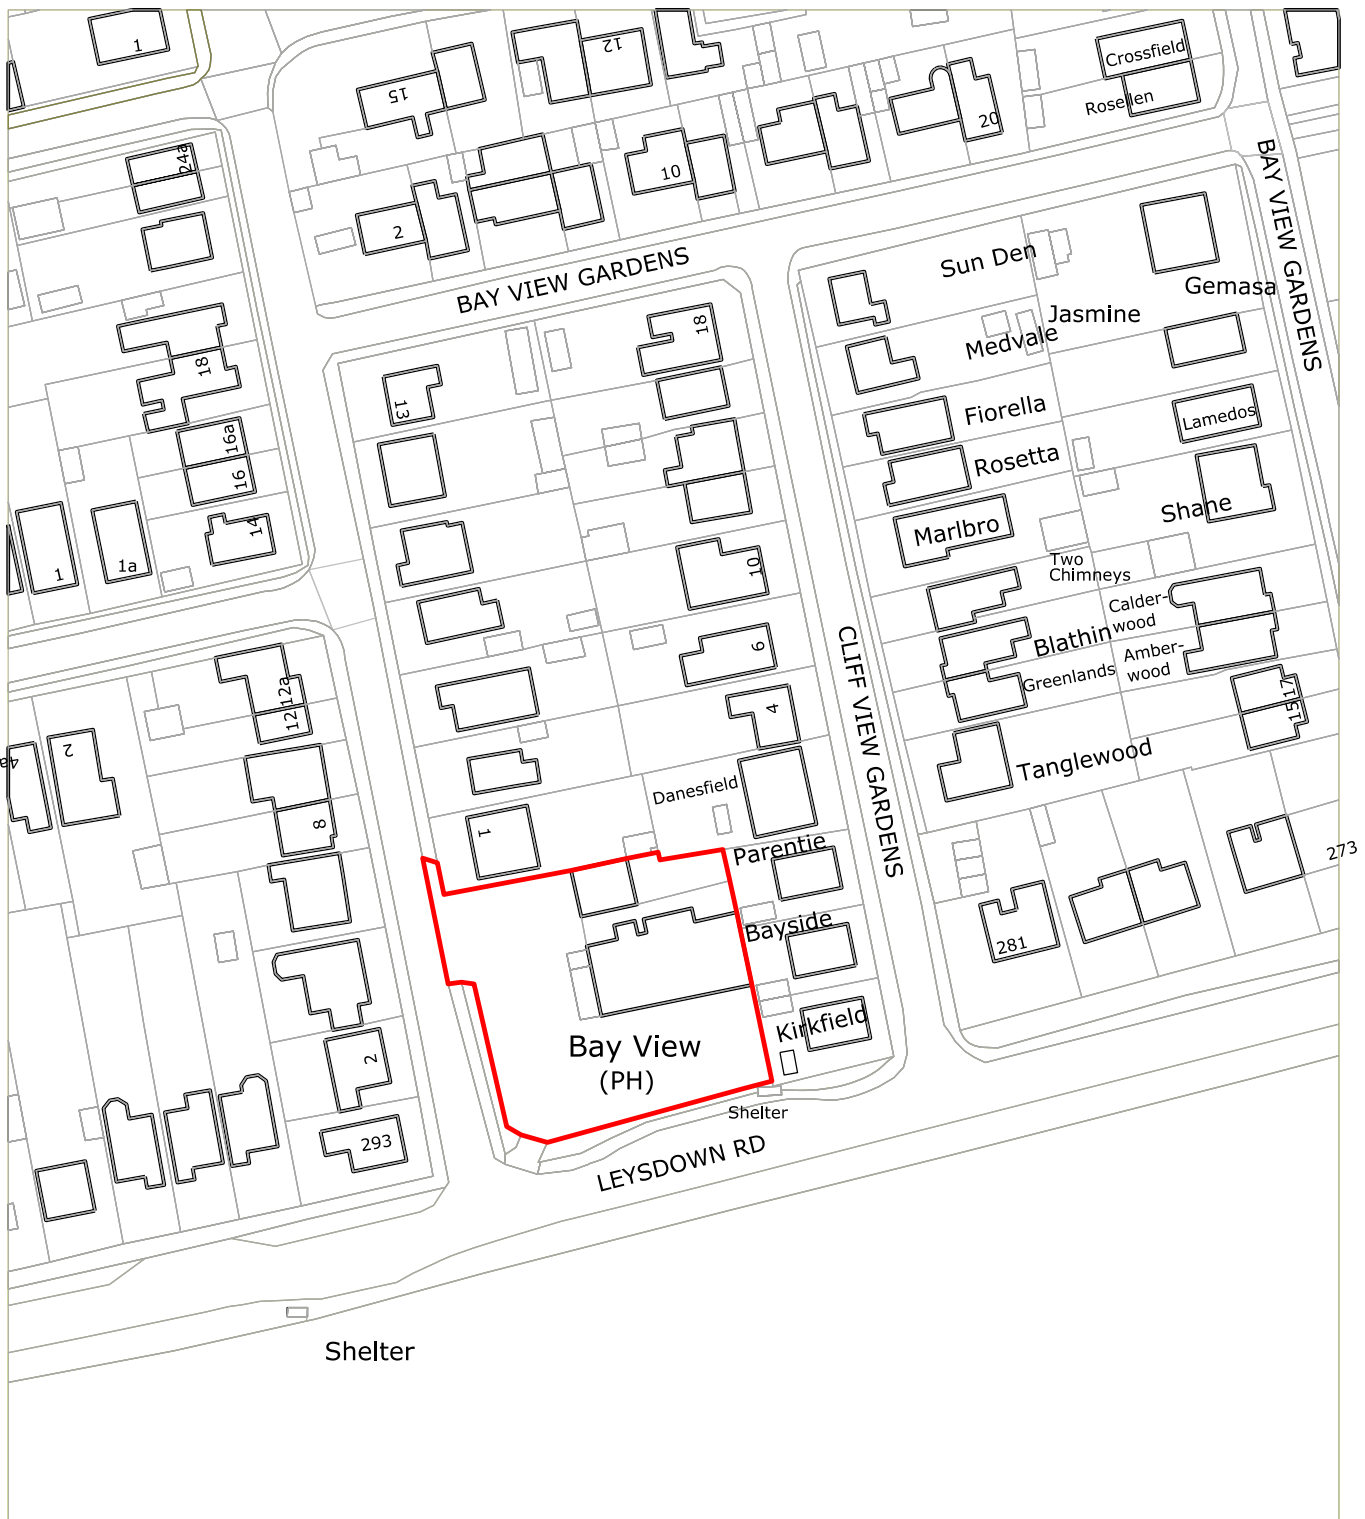 1
12
Crossfield
15
Rosellen
20
24a
10
2
BAY VIEW GARDENS
BAY VIEW GARDENS
Sun Den
Gemasa
Jasmine
18
Medvale
18
13
Fiorella
Lamedos
16a
Rosetta
16
Shane
Marlbro
14
1
1a
Two
Chimneys
10
Calder-
wood
CLIFF VIEW GARDENS
Blathin
6
Amber-
wood
Greenlands
12a
17
15
12
4
2
4a
Tanglewood
Danesfield
8
1
Parentie
273
Bayside
281
Kirkfield
Bay View
(PH)
2
Shelter
293
LEYSDOWN RD
Shelter